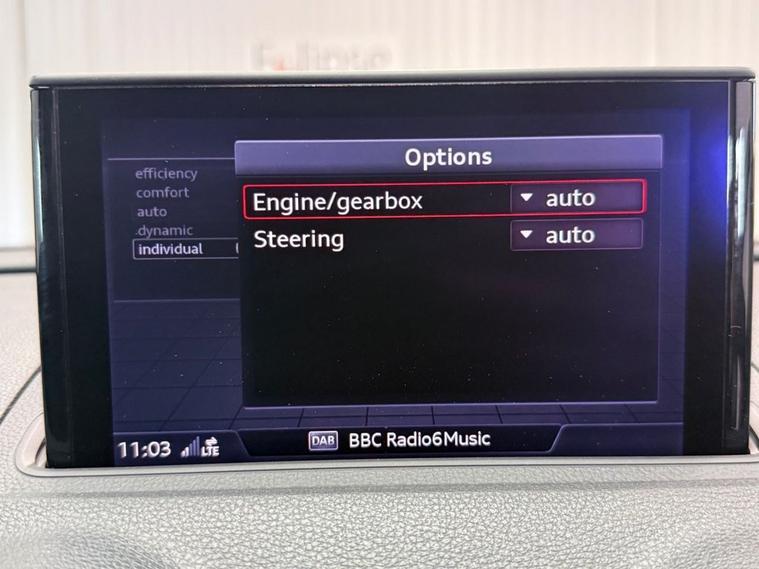 Options
efficiency
comfort
auto
dynamic
individual
Engine/gearbox auto
Steering auto
11:03 LTE DAB BBC Radio6Music